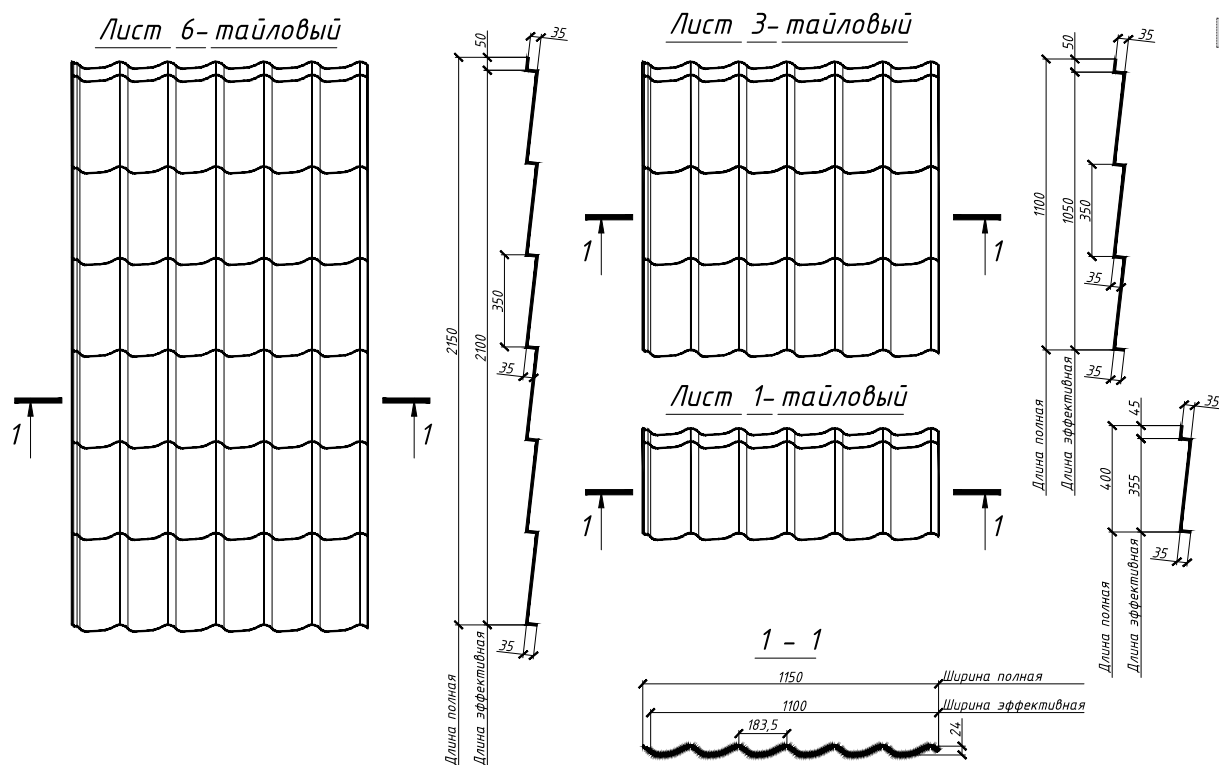 Лист 6- тайловый
50
35
2150
2100
350
35
35
Длина полная
Длина эффективная
1
1
Лист 3- тайловый
50
35
1100
1050
350
35
35
Длина полная
Длина эффективная
1
1
Лист 1- тайловый
45
35
400
355
35
Длина полная
Длина эффективная
1
1
1 - 1
1150
Ширина полная
1100
Ширина эффективная
183,5
24